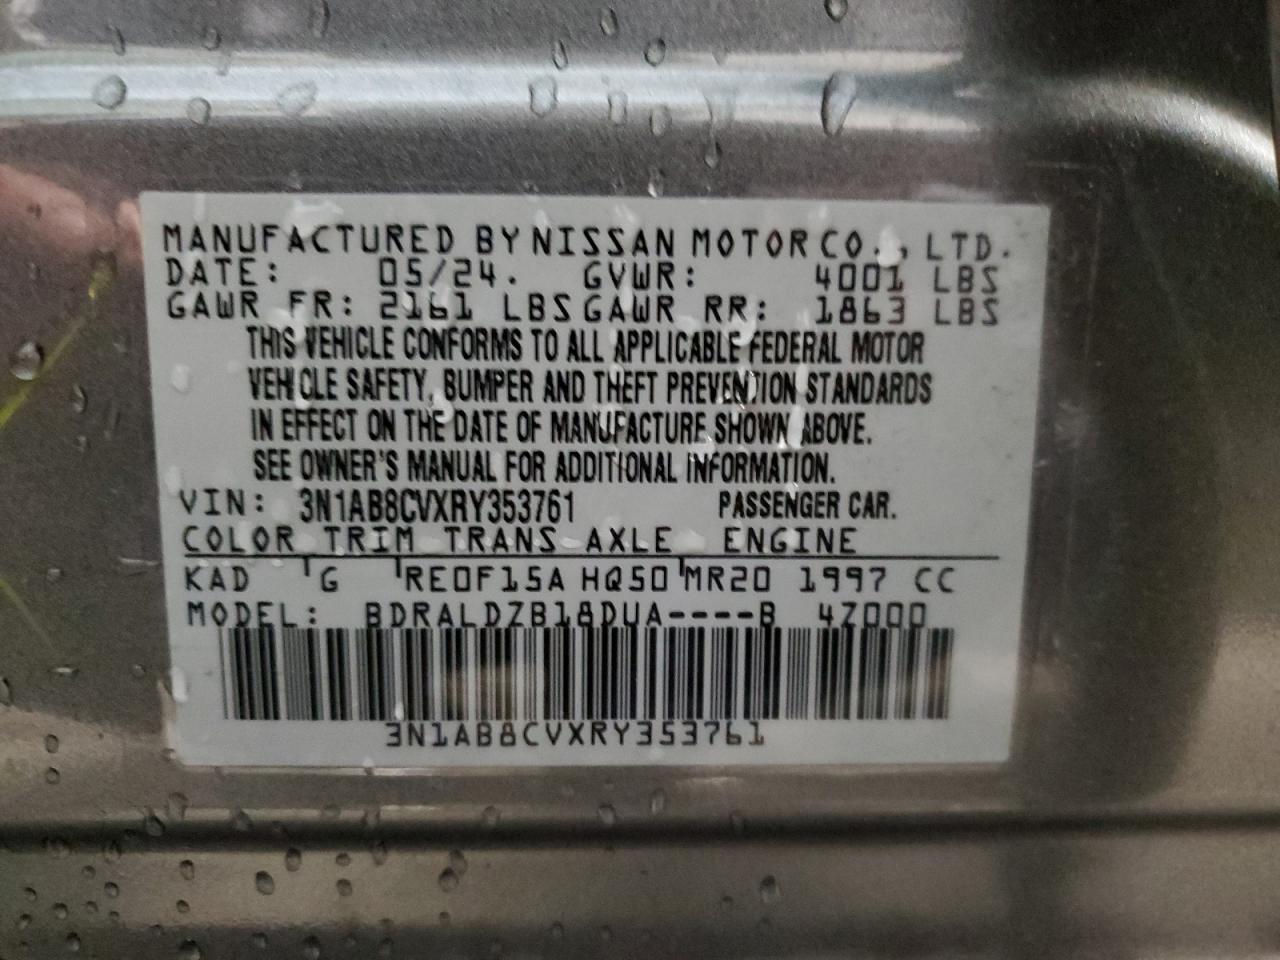 MANUFACTURED BY NISSAN MOTOR CO., LTD.
DATE: 05/24. GVWR: 4001 LBS
GAWR FR: 2161 LBS GAWR RR: 1863 LBS
THIS VEHICLE CONFORMS TO ALL APPLICABLE FEDERAL MOTOR
VEHICLE SAFETY, BUMPER AND THEFT PREVENTION STANDARDS
IN EFFECT ON THE DATE OF MANUFACTURE SHOWN ABOVE.
SEE OWNER'S MANUAL FOR ADDITIONAL INFORMATION.
VIN: 3N1AB8CVXRY353761 PASSENGER CAR.
COLOR TRIM TRANS AXLE ENGINE
KAD G RE0F15A HQ50 MR20 1997 CC
MODEL: BDRALDZB18DUA----B 4Z000
3N1AB8CVXRY353761